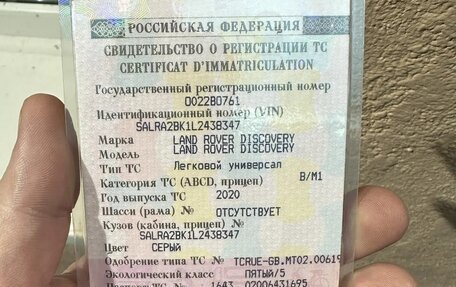 РОССИЙСКАЯ ФЕДЕРАЦИЯ
СВИДЕТЕЛЬСТВО О РЕГИСТРАЦИИ ТС
CERTIFICAT D'IMMATRICULATION
Государственный регистрационный номер
О022ВО761
Идентификационный номер (VIN)
SALRA2BK1L2438347
Марка LAND ROVER DISCOVERY
Модель LAND ROVER DISCOVERY
Тип ТС Легковой универсал
Категория ТС (ABCD, прицеп) B/M1
Год выпуска ТС 2020
Шасси (рама) № ОТСУТСТВУЕТ
Кузов (кабина, прицеп) №
SALRA2BK1L2438347
Цвет СЕРЫЙ
Одобрение типа ТС № TCRUE-GB.MT02.00619
Экологический класс ПЯТЫЙ/5
1643 02006431695